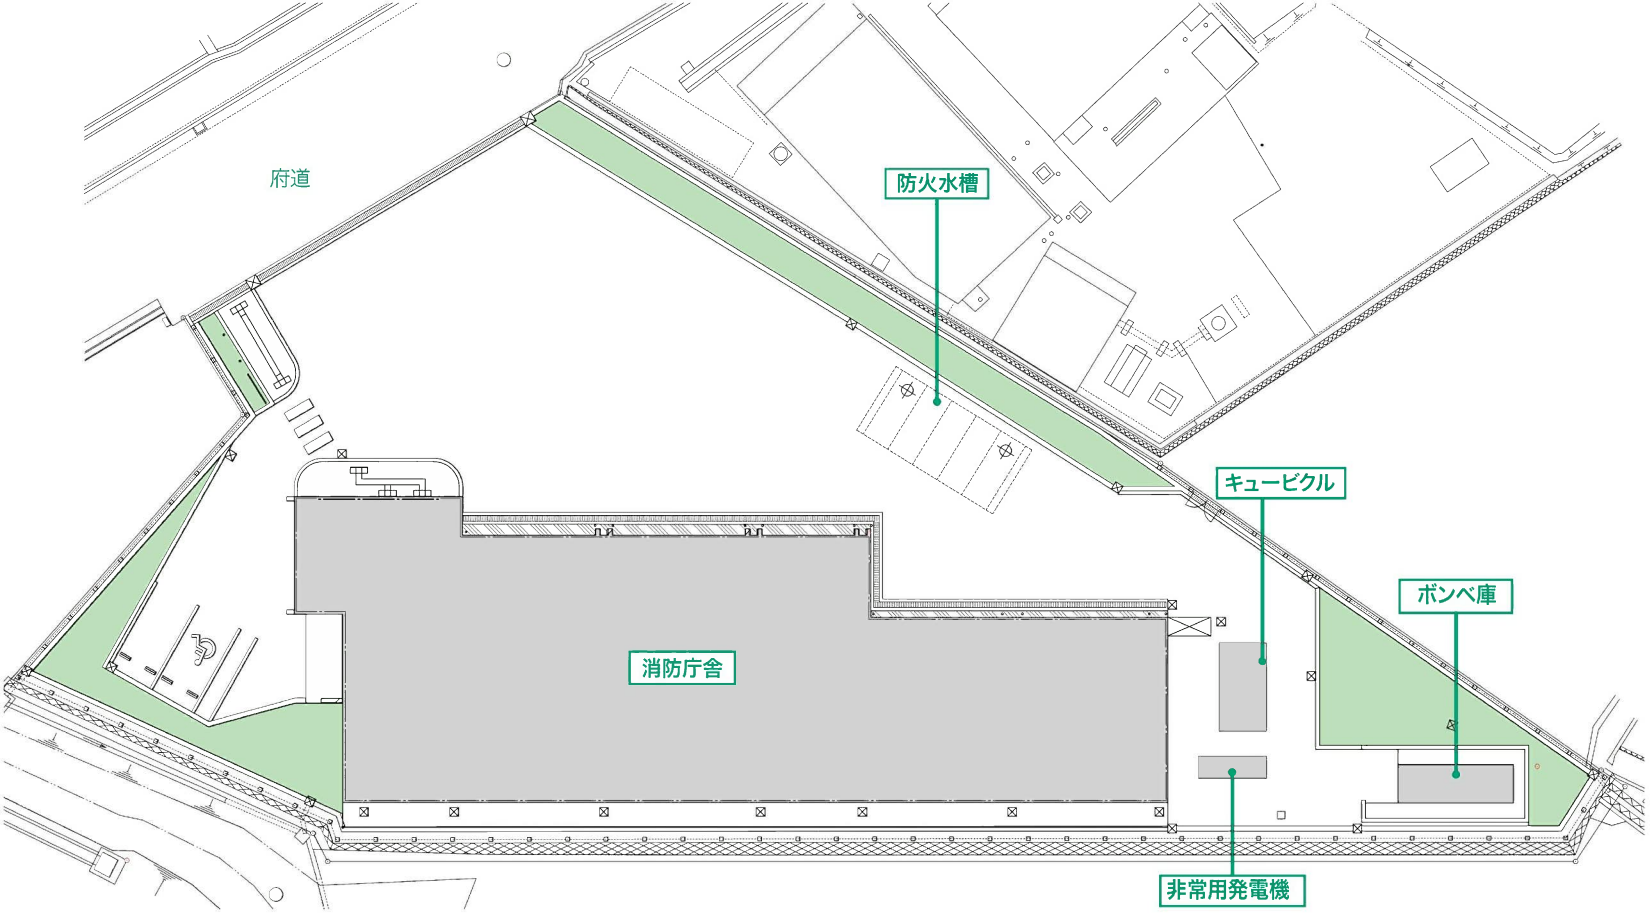 府道
防火水槽
キュービクル
ボンベ庫
消防庁舎
非常用発電機